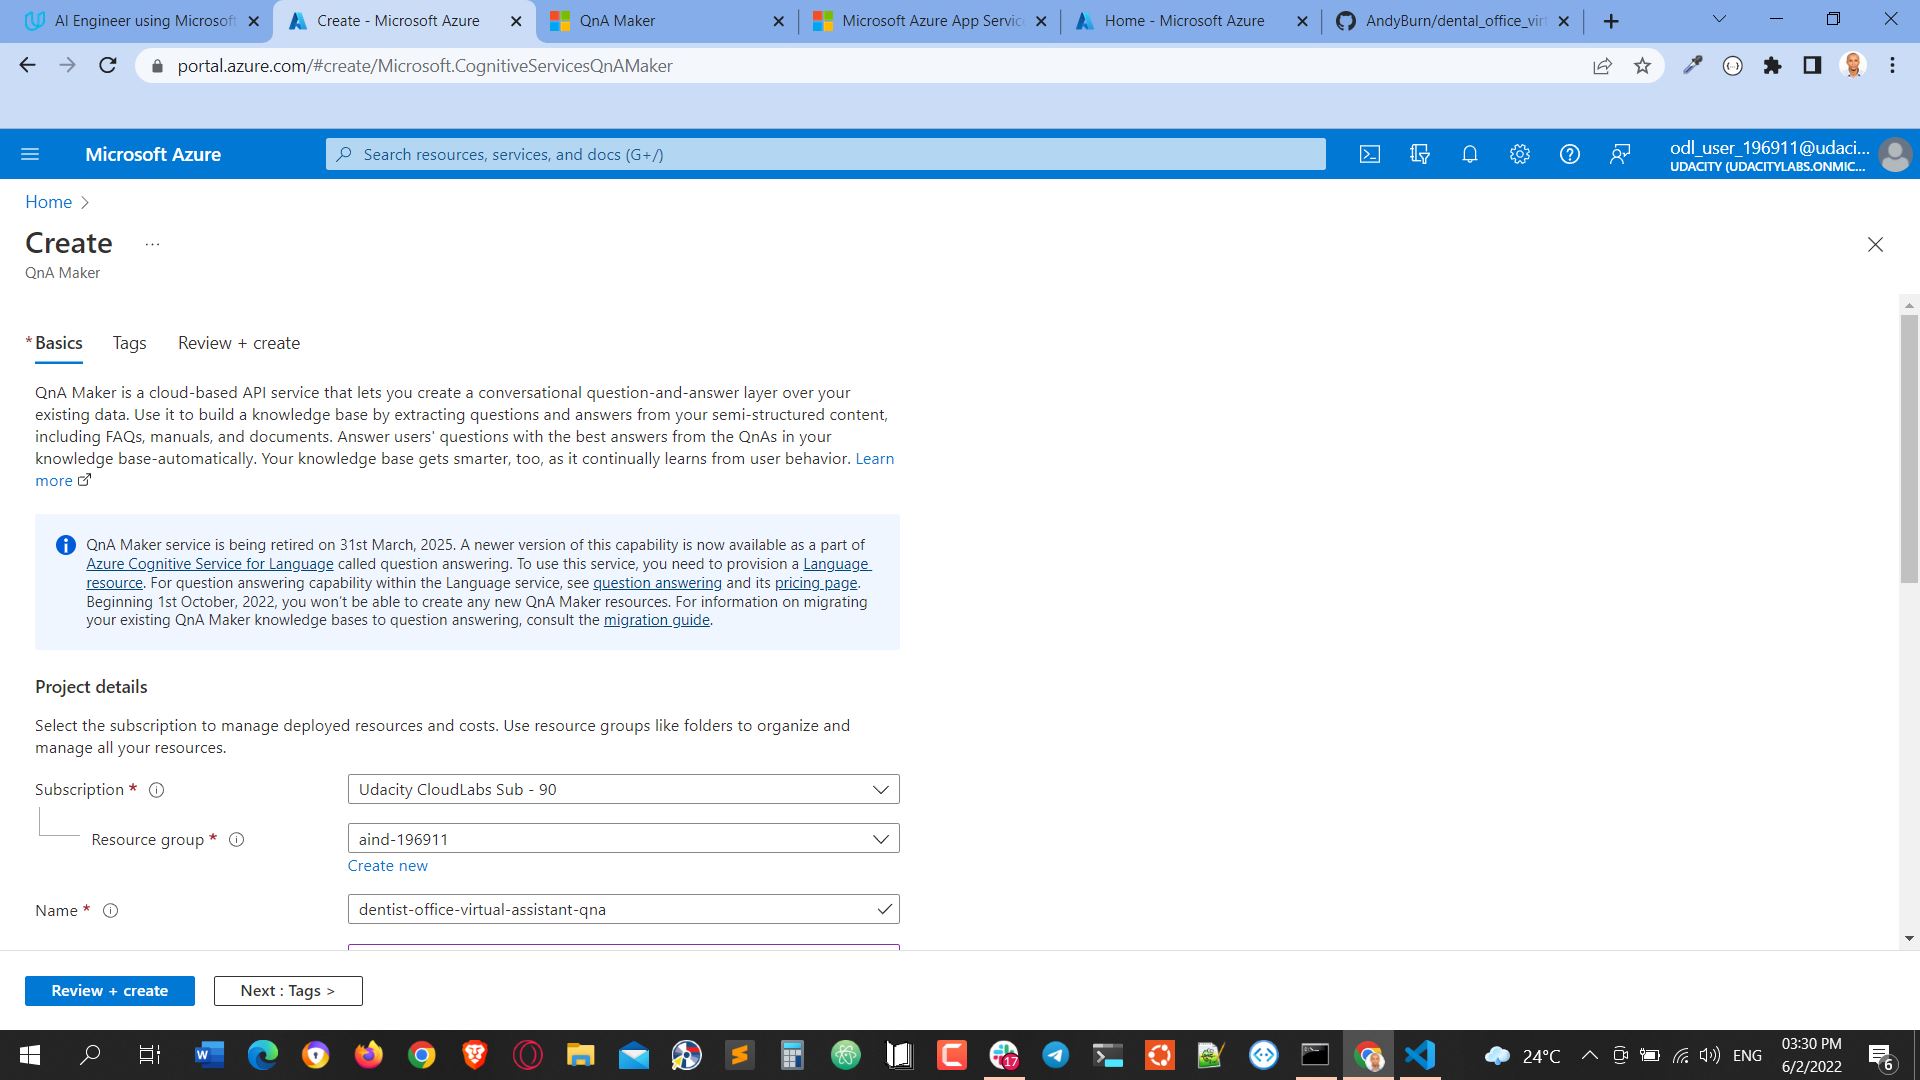 AI Engineer using Microsoft
Create - Microsoft Azure
QnA Maker
Microsoft Azure App Service
Home - Microsoft Azure
AndyBurn/dental_office_virt
portal.azure.com/#create/Microsoft.CognitiveServicesQnAMaker
Microsoft Azure
Search resources, services, and docs (G+/)
odl_user_196911@udaci...
UDACITY (UDACITYLABS.ONMIC...
Home >
Create ...
QnA Maker
* Basics
Tags
Review + create
QnA Maker is a cloud-based API service that lets you create a conversational question-and-answer layer over your
existing data. Use it to build a knowledge base by extracting questions and answers from your semi-structured content,
including FAQs, manuals, and documents. Answer users' questions with the best answers from the QnAs in your
knowledge base-automatically. Your knowledge base gets smarter, too, as it continually learns from user behavior. Learn
more
QnA Maker service is being retired on 31st March, 2025. A newer version of this capability is now available as a part of
Azure Cognitive Service for Language called question answering. To use this service, you need to provision a Language
resource. For question answering capability within the Language service, see question answering and its pricing page.
Beginning 1st October, 2022, you won't be able to create any new QnA Maker resources. For information on migrating
your existing QnA Maker knowledge bases to question answering, consult the migration guide.
Project details
Select the subscription to manage deployed resources and costs. Use resource groups like folders to organize and
manage all your resources.
Subscription *
Udacity CloudLabs Sub - 90
Resource group *
aind-196911
Create new
Name *
dentist-office-virtual-assistant-qna
Review + create
Next : Tags >
17
24°C
ENG
03:30 PM
6/2/2022
6